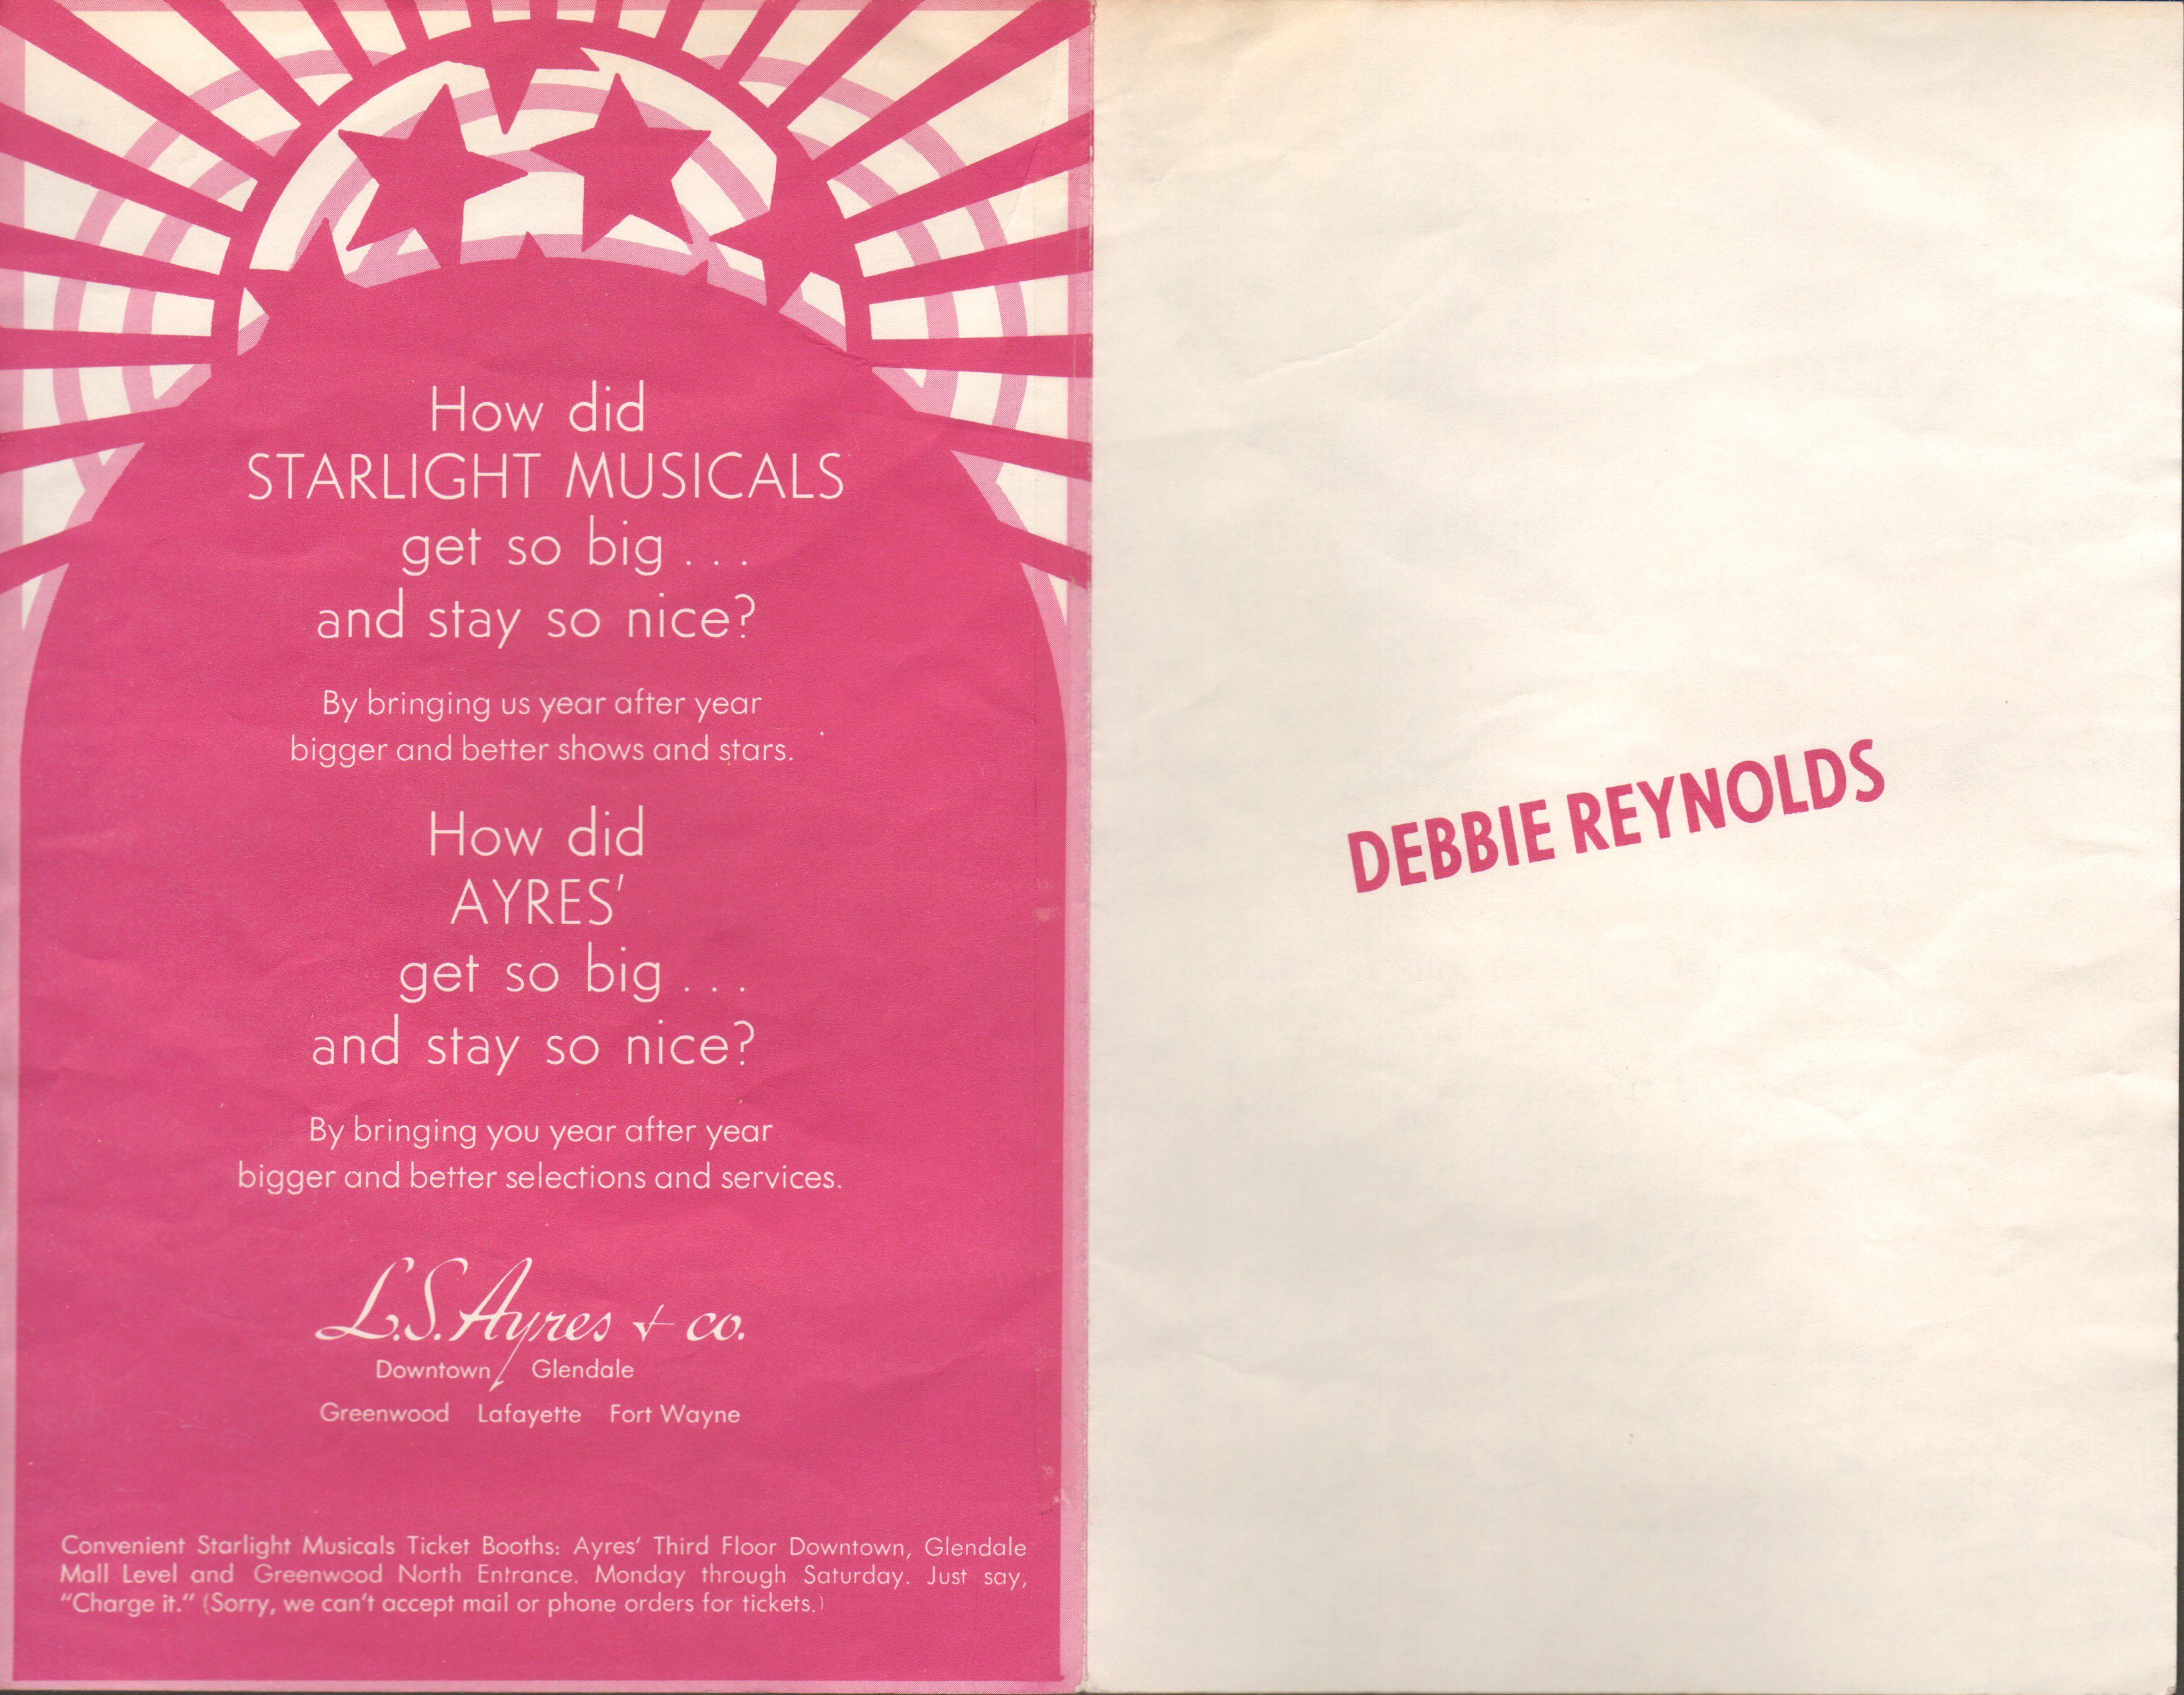 How did
STARLIGHT MUSICALS
get so big . . .
and stay so nice?
By bringing us year after year
bigger and better shows and stars.
How did
AYRES'
get so big . . .
and stay so nice?
By bringing you year after year
bigger and better selections and services.
L.S. Ayres + co.
Downtown Glendale
Greenwood Lafayette Fort Wayne
Convenient Starlight Musicals Ticket Booths: Ayres' Third Floor Downtown, Glendale
Mall Level and Greenwood North Entrance. Monday through Saturday. Just say,
"Charge it." (Sorry, we can't accept mail or phone orders for tickets.)
DEBBIE REYNOLDS